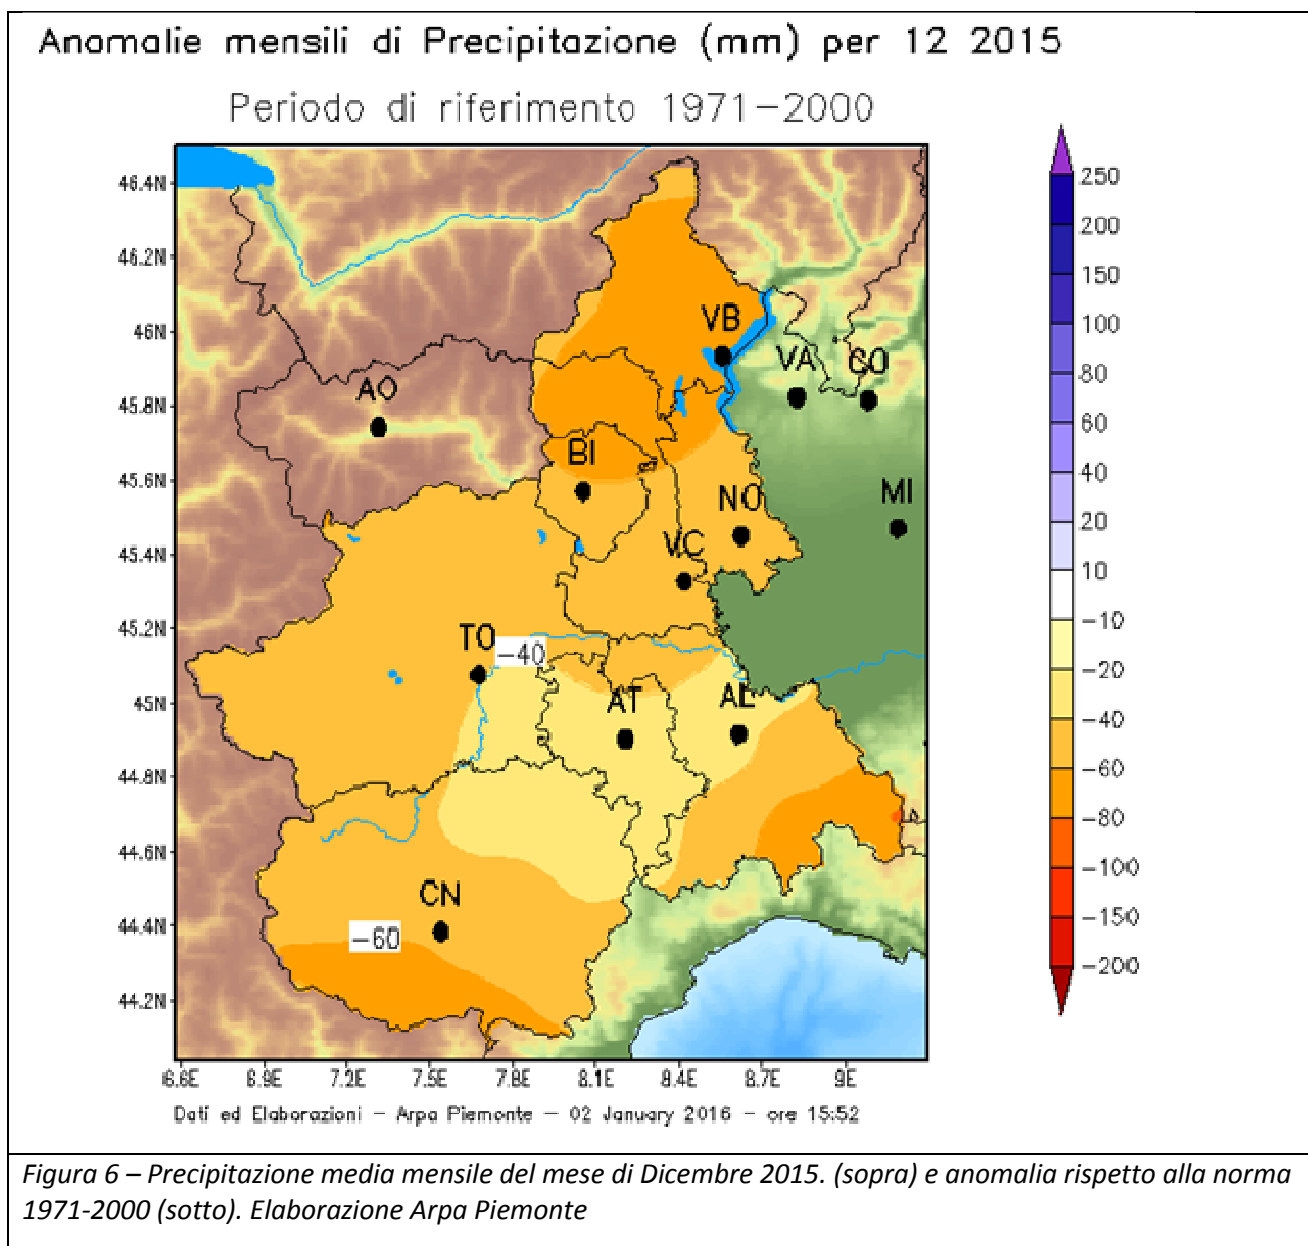 Anomalie mensili di Precipitazione (mm) per 12 2015
Periodo di riferimento 1971-2000
46.4N
46.2N
46N
45.8N
45.6N
45.4N
45.2N
45N
44.8N
44.6N
44.4N
44.2N
VB
VA
CO
AO
BI
NO
MI
VC
TO
-40
AT
AL
CN
-60
6.6E 6.9E 7.2E 7.5E 7.8E 8.1E 8.4E 8.7E 9E
250
200
150
100
80
60
40
20
10
-10
-20
-40
-60
-80
-100
-150
-200
Dati ed Elaborazioni - Arpa Piemonte - 02 January 2016 - ore 15:52
Figura 6 – Precipitazione media mensile del mese di Dicembre 2015. (sopra) e anomalia rispetto alla norma
1971-2000 (sotto). Elaborazione Arpa Piemonte